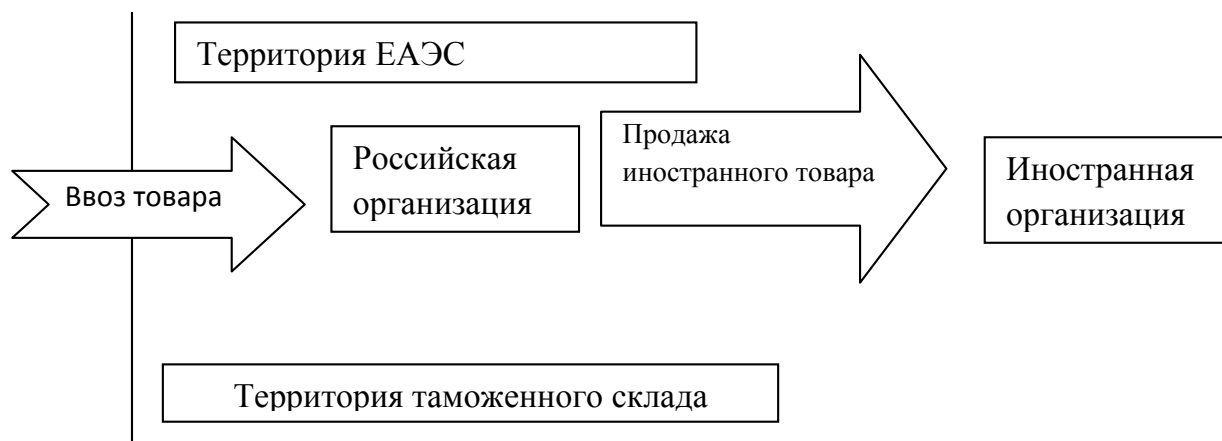 Территория ЕАЭС
Ввоз товара
Российская
организация
Продажа
иностранного товара
Иностранная
организация
Территория таможенного склада